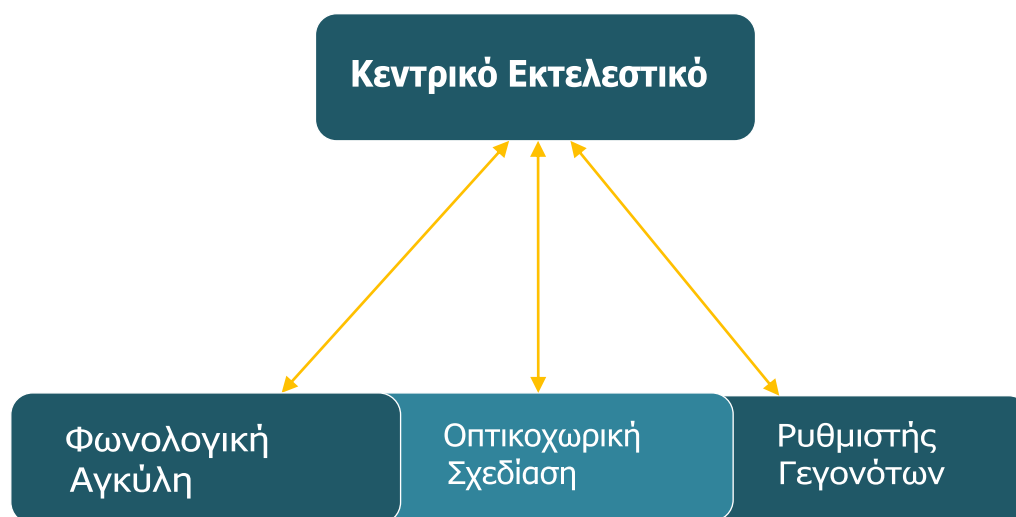 Κεντρικό Εκτελεστικό
Φωνολογική
Αγκύλη
Οπτικοχωρική
Σχεδίαση
Ρυθμιστής
Γεγονότων